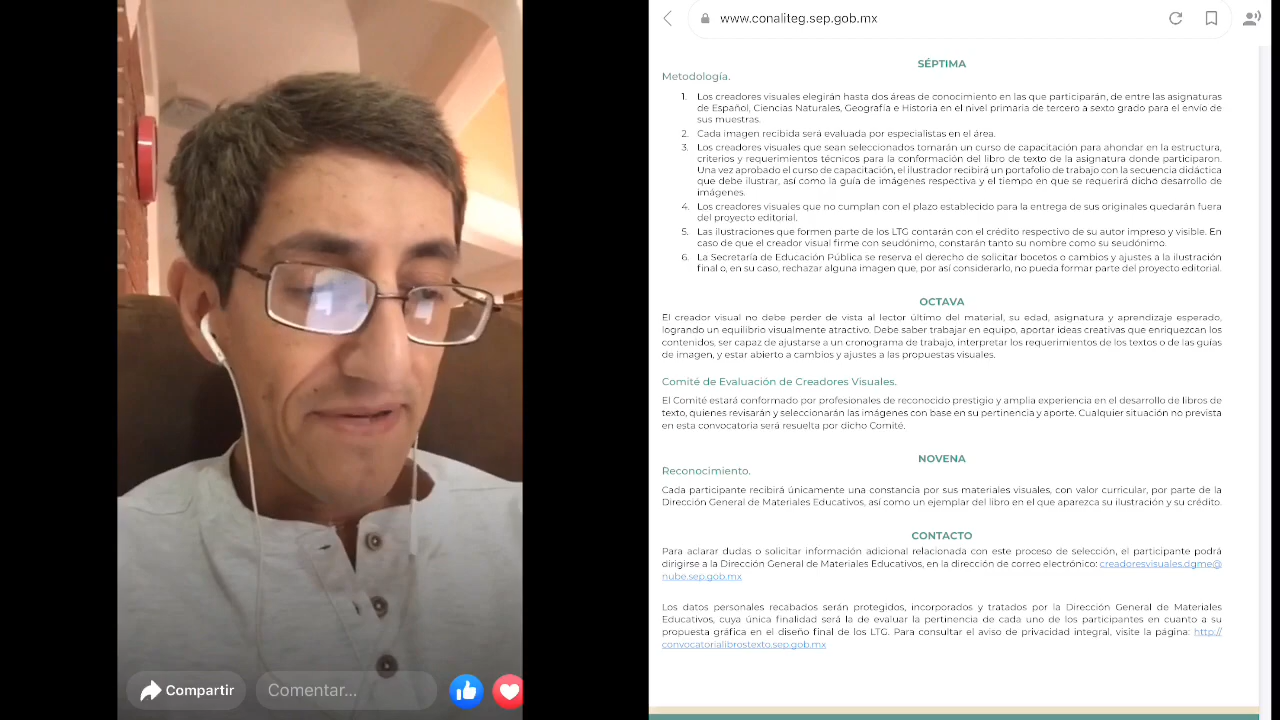 Compartir
Comentar...
www.conaliteg.sep.gob.mx
SÉPTIMA
Metodología.
1. Los creadores visuales elegirán hasta dos áreas de conocimiento en las que participarán, de entre las asignaturas
de Español, Ciencias Naturales, Geografía e Historia en el nivel primaria de tercero a sexto grado para el envío de
sus muestras.
2. Cada imagen recibida será evaluada por especialistas en el área.
3. Los creadores visuales que sean seleccionados tomarán un curso de capacitación para ahondar en la estructura,
criterios y requerimientos técnicos para la conformación del libro de texto de la asignatura donde participaron.
Una vez aprobado el curso de capacitación, el ilustrador recibirá un portafolio de trabajo con la secuencia didáctica
que debe ilustrar, así como la guía de imágenes respectiva y el tiempo en que se requerirá dicho desarrollo de
imágenes.
4. Los creadores visuales que no cumplan con el plazo establecido para la entrega de sus originales quedarán fuera
del proyecto editorial.
5. Las ilustraciones que formen parte de los LTG contarán con el crédito respectivo de su autor impreso y visible. En
caso de que el creador visual firme con seudónimo, constarán tanto su nombre como su seudónimo.
6. La Secretaría de Educación Pública se reserva el derecho de solicitar bocetos o cambios y ajustes a la ilustración
final o, en su caso, rechazar alguna imagen que, por así considerarlo, no pueda formar parte del proyecto editorial.
OCTAVA
El creador visual no debe perder de vista al lector último del material, su edad, asignatura y aprendizaje esperado,
logrando un equilibrio visualmente atractivo. Debe saber trabajar en equipo, aportar ideas creativas que enriquezcan los
contenidos, ser capaz de ajustarse a un cronograma de trabajo, interpretar los requerimientos de los textos o de las guías
de imagen, y estar abierto a cambios y ajustes a las propuestas visuales.
Comité de Evaluación de Creadores Visuales.
El Comité estará conformado por profesionales de reconocido prestigio y amplia experiencia en el desarrollo de libros de
texto, quienes revisarán y seleccionarán las imágenes con base en su pertinencia y aporte. Cualquier situación no prevista
en esta convocatoria será resuelta por dicho Comité.
NOVENA
Reconocimiento.
Cada participante recibirá únicamente una constancia por sus materiales visuales, con valor curricular, por parte de la
Dirección General de Materiales Educativos, así como un ejemplar del libro en el que aparezca su ilustración y su crédito.
CONTACTO
Para aclarar dudas o solicitar información adicional relacionada con este proceso de selección, el participante podrá
dirigirse a la Dirección General de Materiales Educativos, en la dirección de correo electrónico: creadoresvisuales.dgme@
nube.sep.gob.mx
Los datos personales recabados serán protegidos, incorporados y tratados por la Dirección General de Materiales
Educativos, cuya única finalidad será la de evaluar la pertinencia de cada uno de los participantes en cuanto a su
propuesta gráfica en el diseño final de los LTG. Para consultar el aviso de privacidad integral, visite la página: http://
convocatorialibrostexto.sep.gob.mx